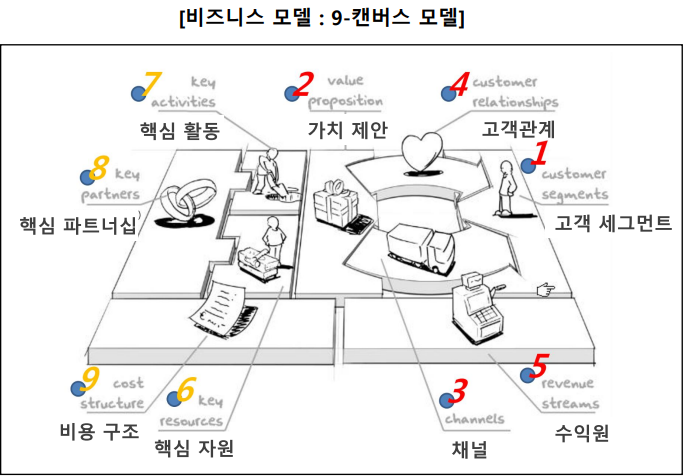 [비즈니스 모델 : 9-캔버스 모델]
7 key activities
핵심 활동
2 value proposition
가치 제안
4 customer relationships
고객관계
1 customer segments
고객 세그먼트
8 key partners
핵심 파트너십
9 cost structure
비용 구조
6 key resources
핵심 자원
3 channels
채널
5 revenue streams
수익원